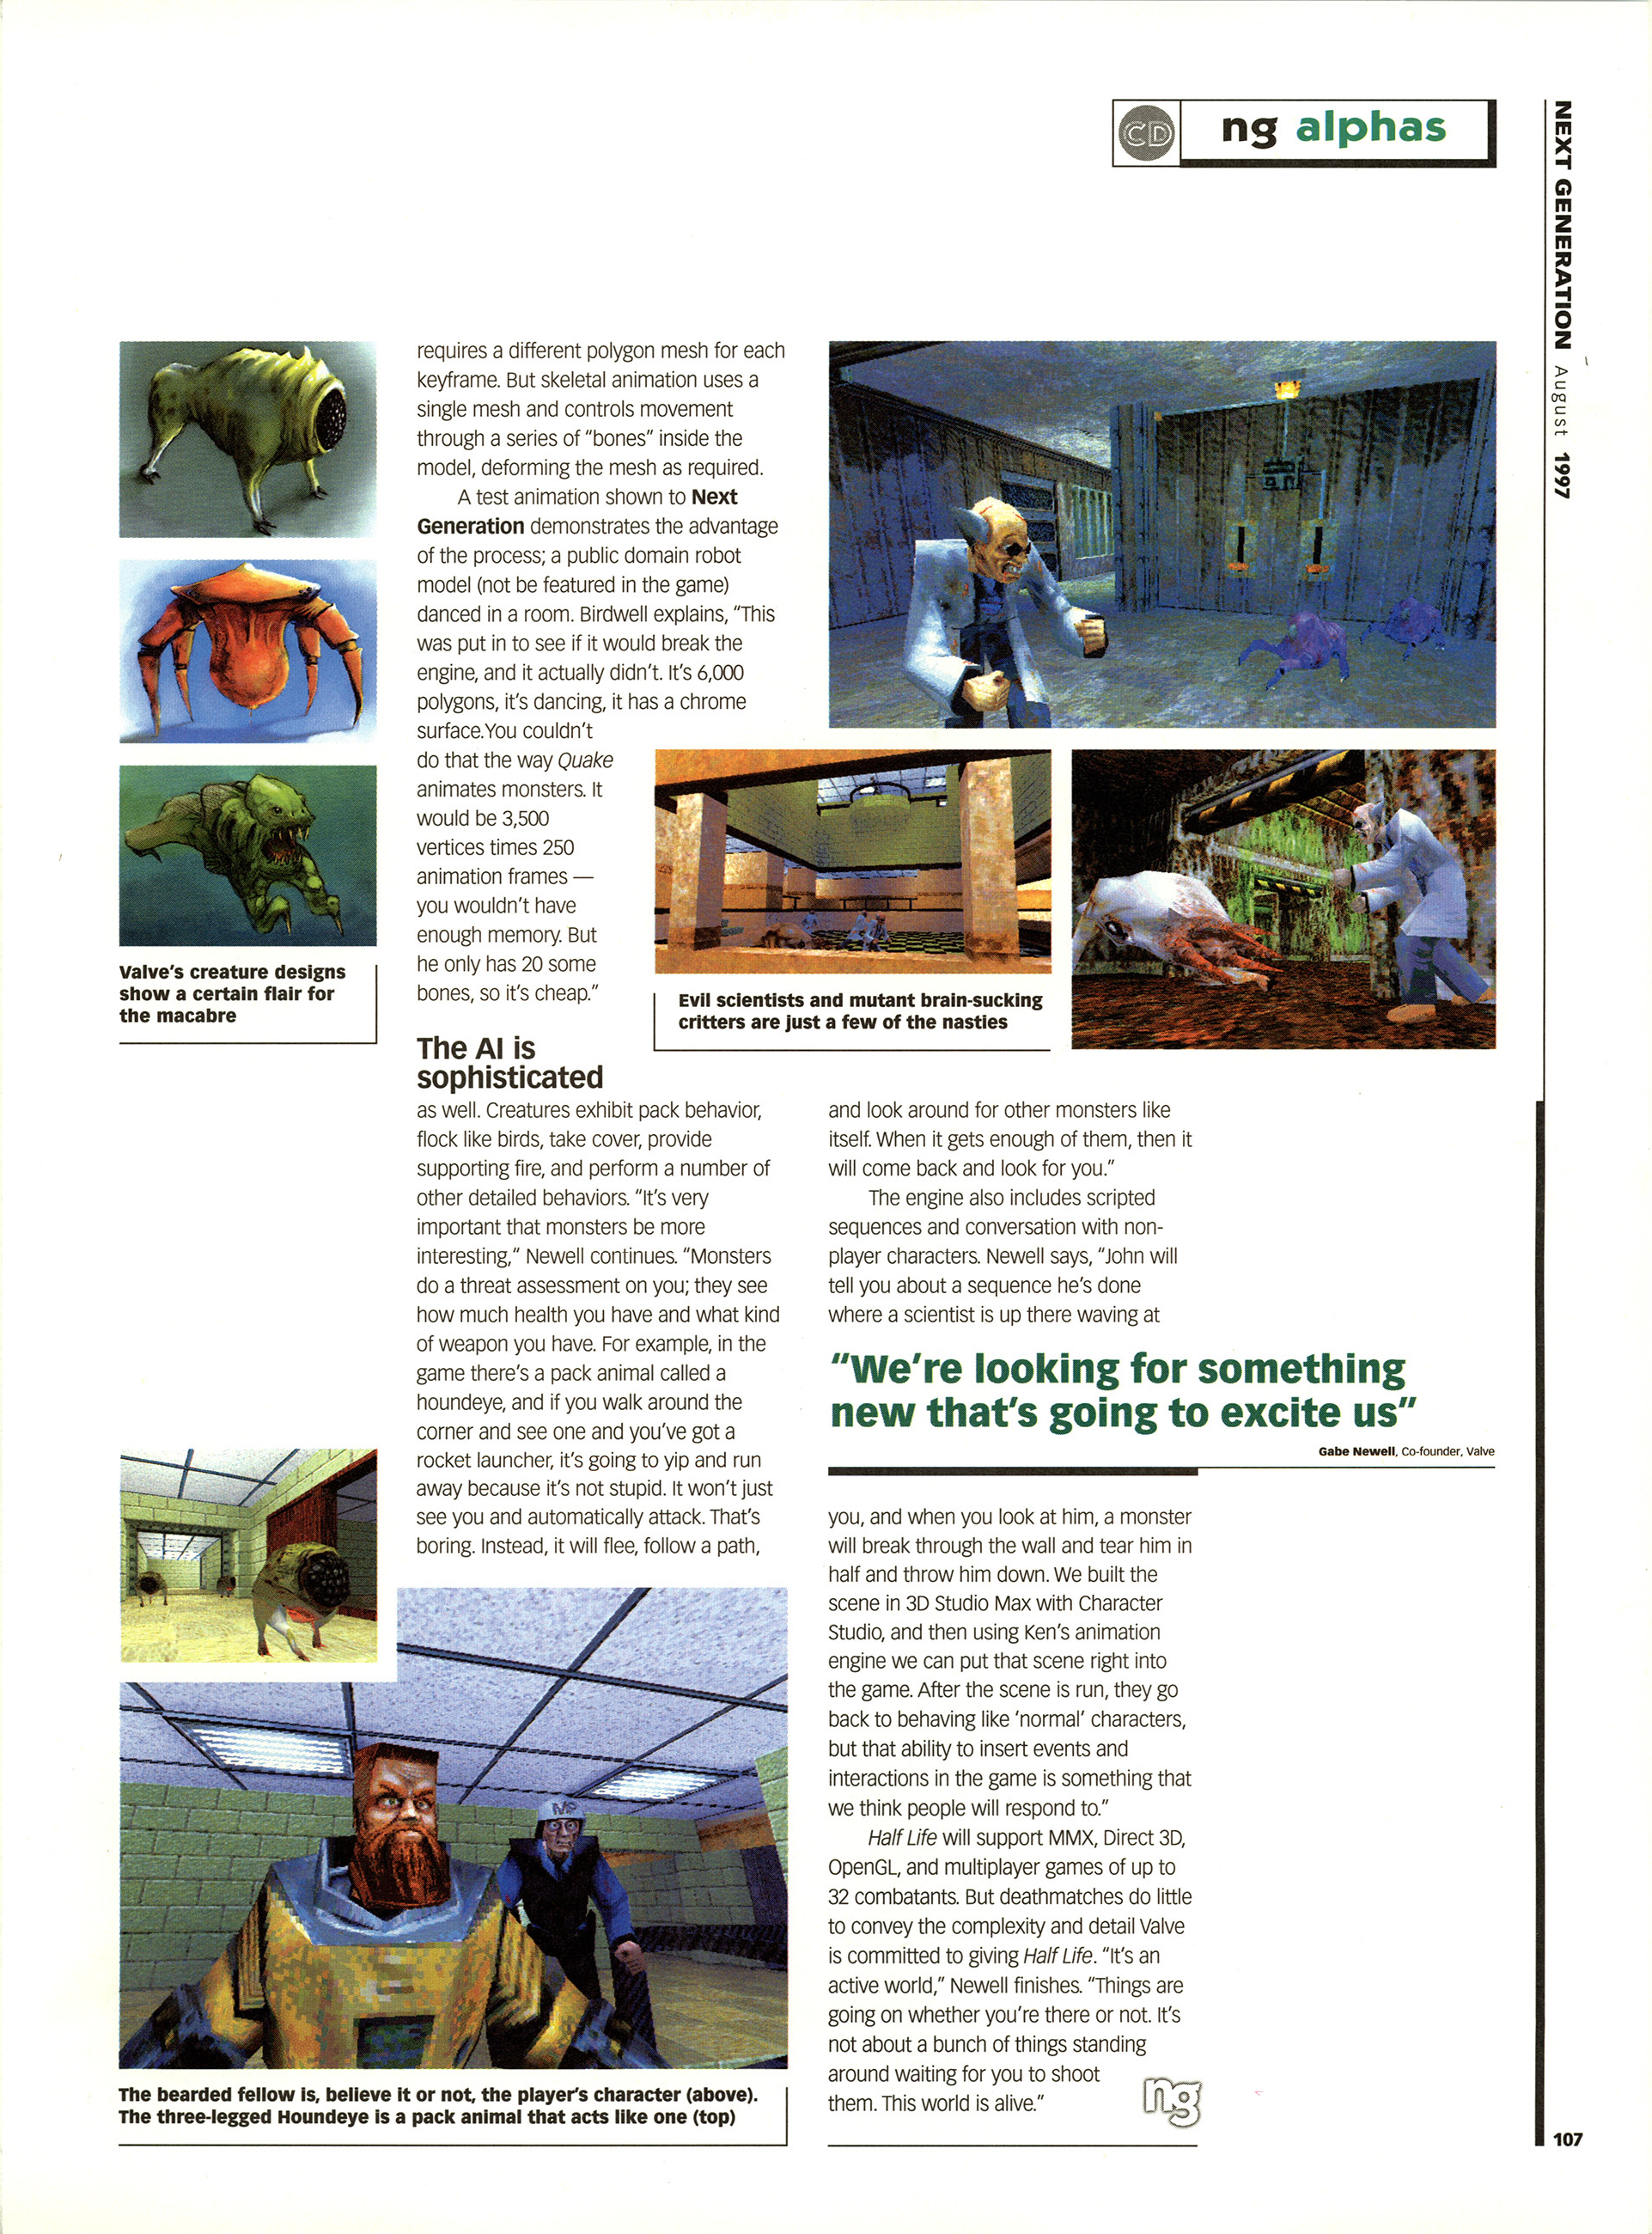 CD
ng alphas
NEXT GENERATION August 1997
requires a different polygon mesh for each
keyframe. But skeletal animation uses a
single mesh and controls movement
through a series of “bones” inside the
model, deforming the mesh as required.
A test animation shown to Next
Generation demonstrates the advantage
of the process; a public domain robot
model (not be featured in the game)
danced in a room. Birdwell explains, “This
was put in to see if it would break the
engine, and it actually didn’t. It’s 6,000
polygons, it’s dancing, it has a chrome
surface.You couldn’t
do that the way Quake
animates monsters. It
would be 3,500
vertices times 250
animation frames —
you wouldn’t have
enough memory. But
he only has 20 some
bones, so it’s cheap.”
Valve’s creature designs
show a certain flair for
the macabre
Evil scientists and mutant brain-sucking
critters are just a few of the nasties
The AI is
sophisticated
as well. Creatures exhibit pack behavior,
flock like birds, take cover, provide
supporting fire, and perform a number of
other detailed behaviors. “It’s very
important that monsters be more
interesting,” Newell continues. “Monsters
do a threat assessment on you; they see
how much health you have and what kind
of weapon you have. For example, in the
game there’s a pack animal called a
houndeye, and if you walk around the
corner and see one and you’ve got a
rocket launcher, it’s going to yip and run
away because it’s not stupid. It won’t just
see you and automatically attack. That’s
boring. Instead, it will flee, follow a path,
and look around for other monsters like
itself. When it gets enough of them, then it
will come back and look for you.”
The engine also includes scripted
sequences and conversation with non-
player characters. Newell says, “John will
tell you about a sequence he’s done
where a scientist is up there waving at
“We’re looking for something
new that’s going to excite us”
Gabe Newell, Co-founder, Valve
you, and when you look at him, a monster
will break through the wall and tear him in
half and throw him down. We built the
scene in 3D Studio Max with Character
Studio, and then using Ken’s animation
engine we can put that scene right into
the game. After the scene is run, they go
back to behaving like ‘normal’ characters,
but that ability to insert events and
interactions in the game is something that
we think people will respond to.”
Half Life will support MMX, Direct 3D,
OpenGL, and multiplayer games of up to
32 combatants. But deathmatches do little
to convey the complexity and detail Valve
is committed to giving Half Life. “It’s an
active world,” Newell finishes. “Things are
going on whether you’re there or not. It’s
not about a bunch of things standing
around waiting for you to shoot
them. This world is alive.”
ng
The bearded fellow is, believe it or not, the player’s character (above).
The three-legged Houndeye is a pack animal that acts like one (top)
107